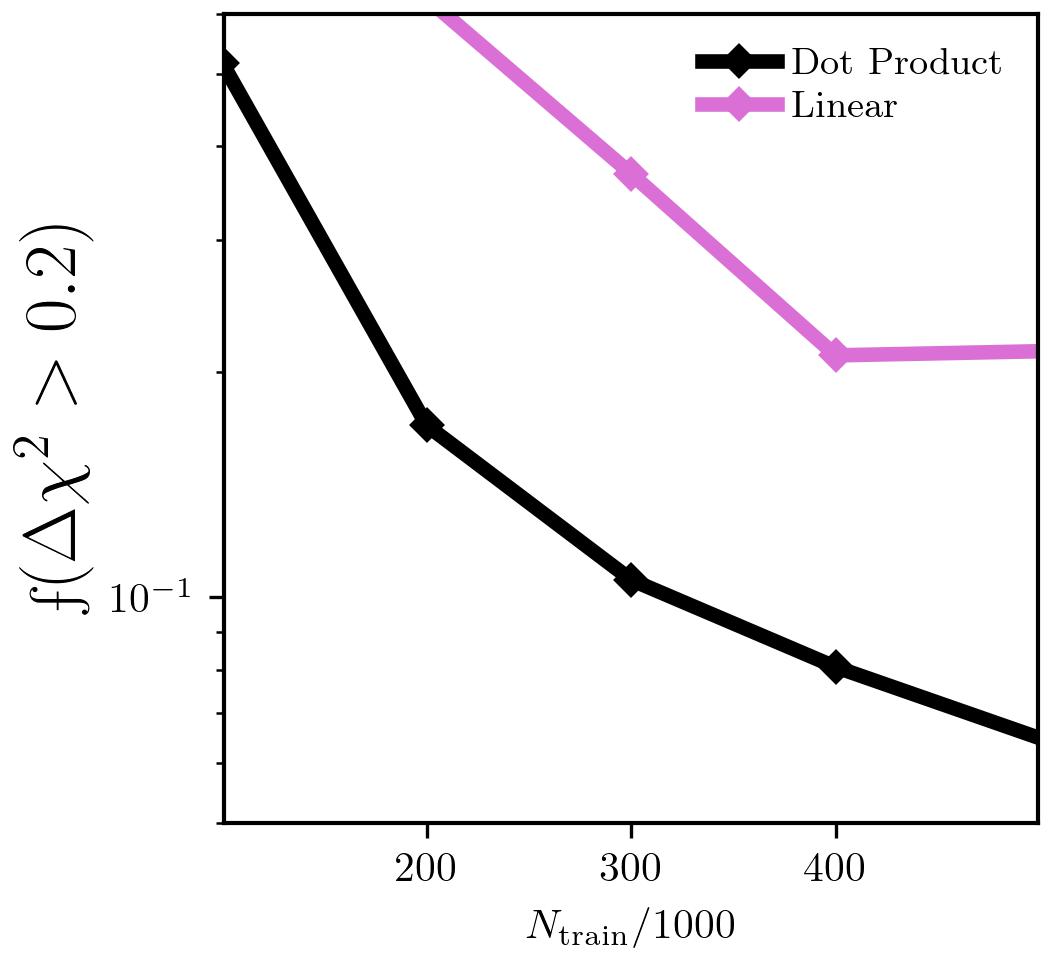 Dot Product
Linear
f(Δχ² > 0.2)
10⁻¹
200 300 400
N_train/1000